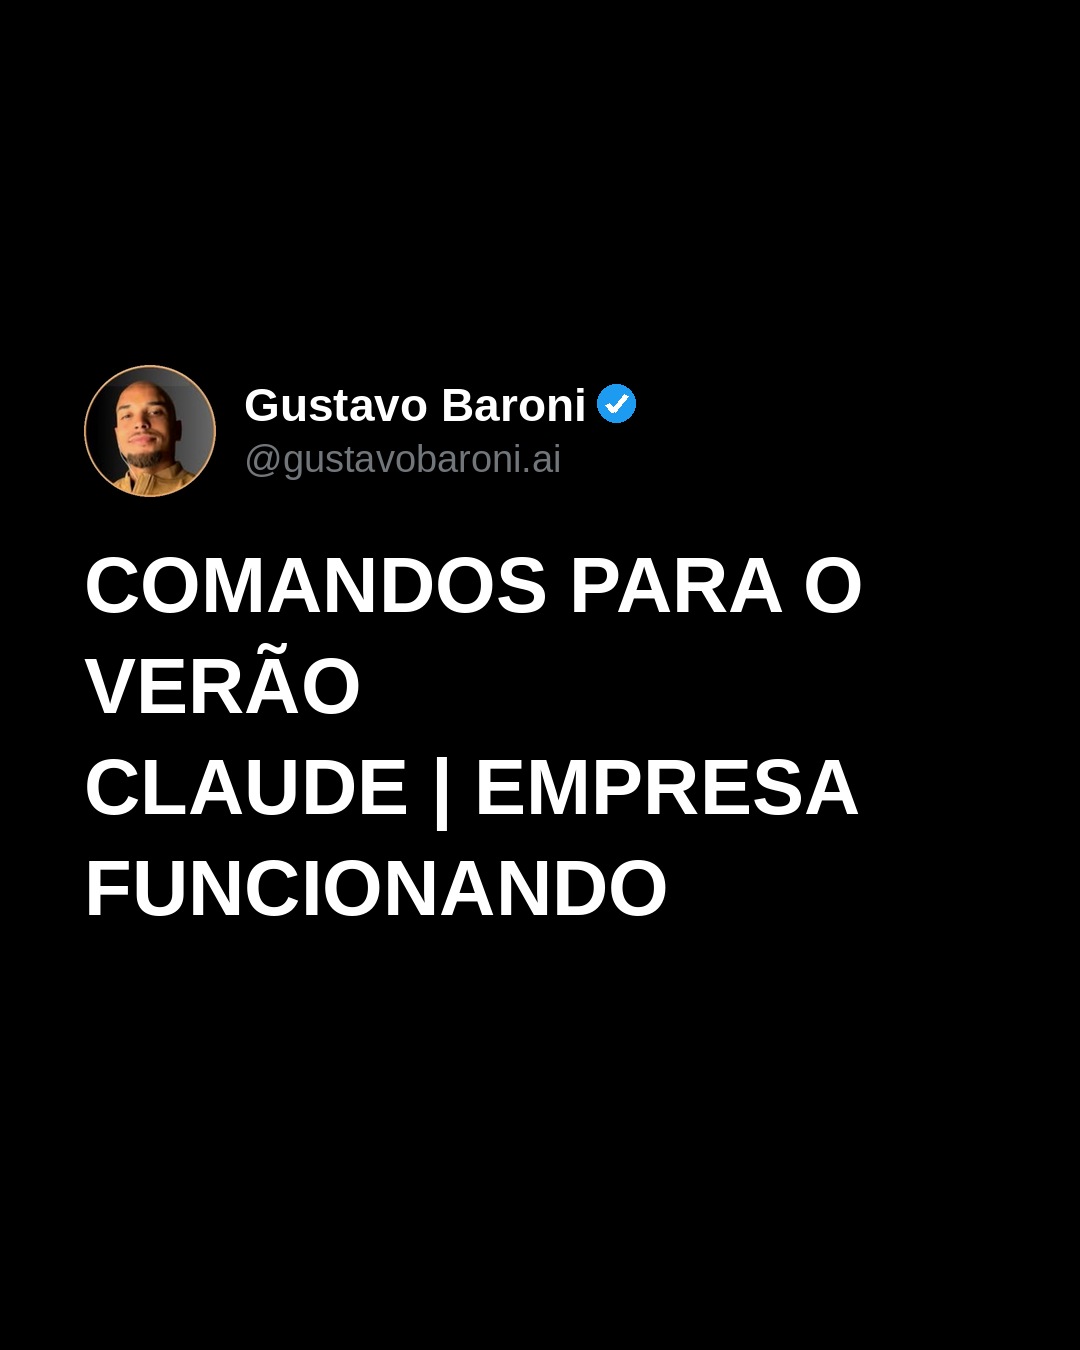 Gustavo Baroni
@gustavobaroni.ai
COMANDOS PARA O
VERÃO
CLAUDE | EMPRESA
FUNCIONANDO